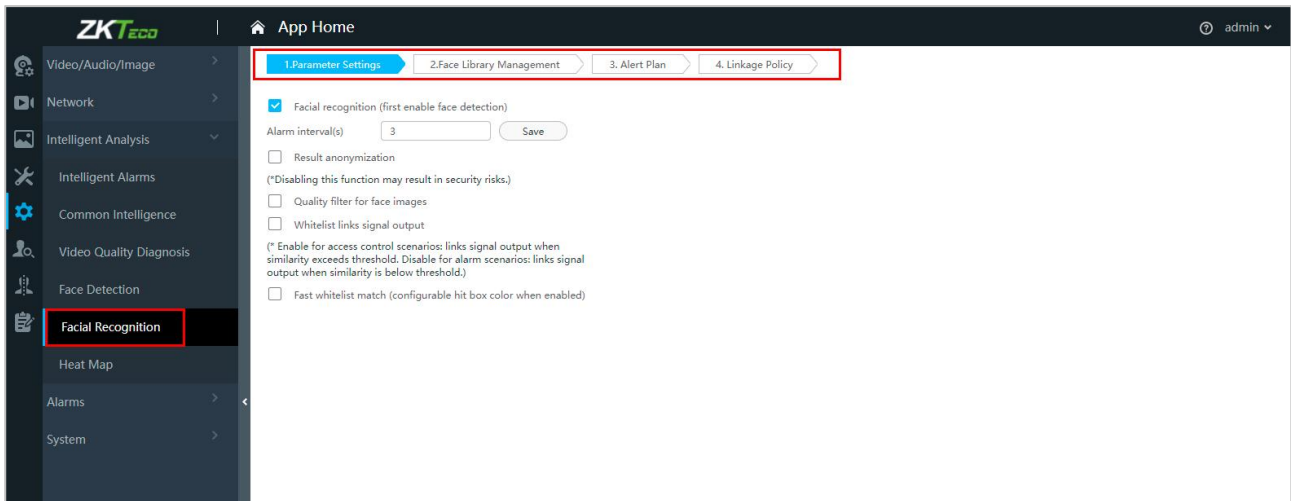 ZKTeco
App Home
admin
Video/Audio/Image
Network
Intelligent Analysis
Intelligent Alarms
Common Intelligence
Video Quality Diagnosis
Face Detection
Facial Recognition
Heat Map
Alarms
System
1.Parameter Settings
2.Face Library Management
3. Alert Plan
4. Linkage Policy
Facial recognition (first enable face detection)
Alarm interval(s) 3 Save
Result anonymization
(*Disabling this function may result in security risks.)
Quality filter for face images
Whitelist links signal output
(* Enable for access control scenarios: links signal output when
similarity exceeds threshold. Disable for alarm scenarios: links signal
output when similarity is below threshold.)
Fast whitelist match (configurable hit box color when enabled)